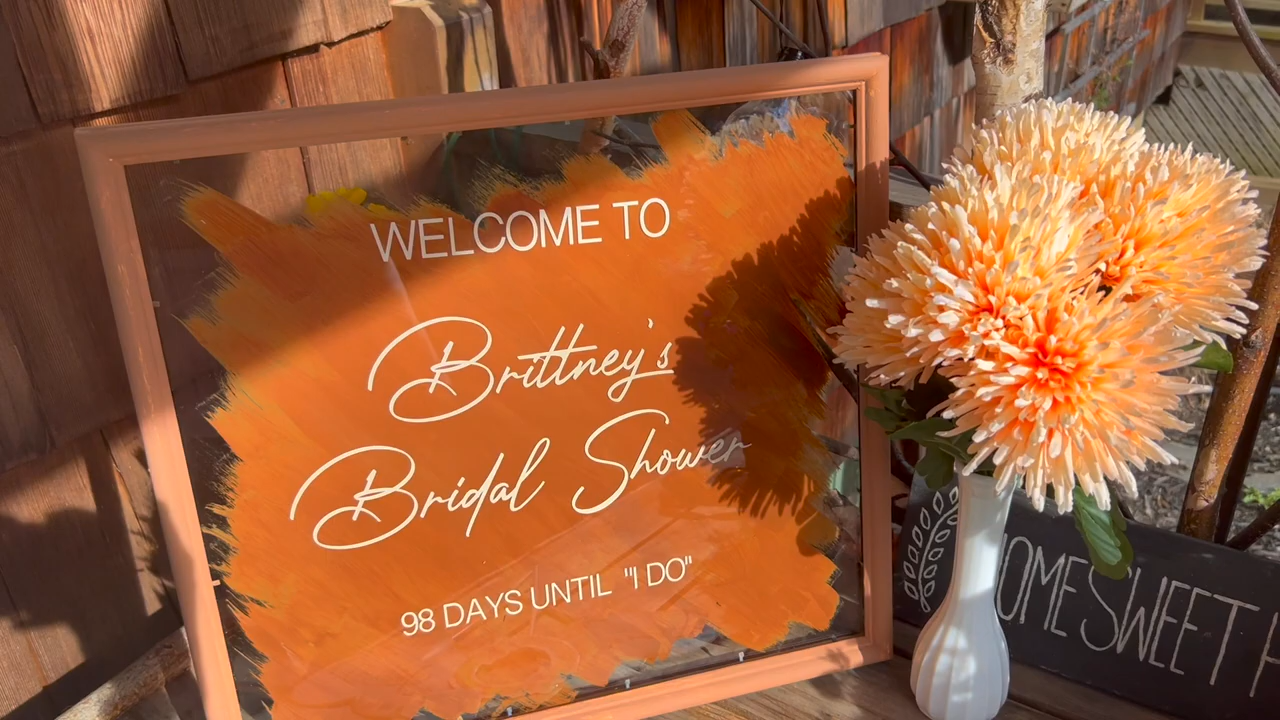 WELCOME TO
Brittney's
Bridal Shower
98 DAYS UNTIL "I DO"
OME SWEET